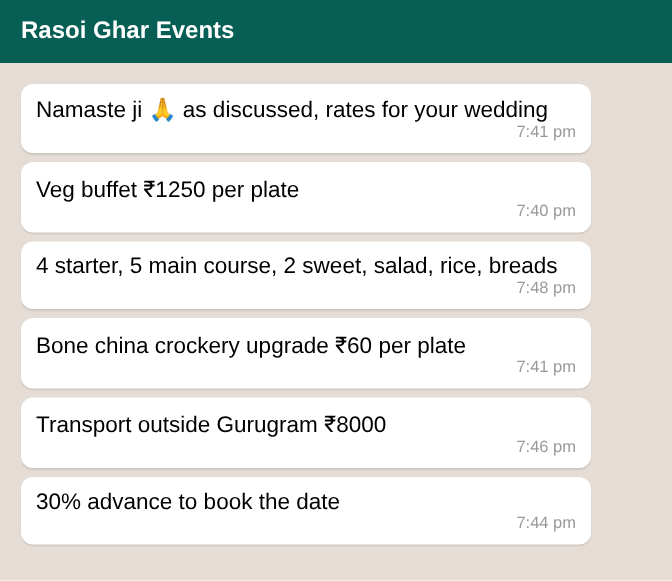 Rasoi Ghar Events
Namaste ji 🙏 as discussed, rates for your wedding
7:41 pm
Veg buffet ₹1250 per plate
7:40 pm
4 starter, 5 main course, 2 sweet, salad, rice, breads
7:48 pm
Bone china crockery upgrade ₹60 per plate
7:41 pm
Transport outside Gurugram ₹8000
7:46 pm
30% advance to book the date
7:44 pm